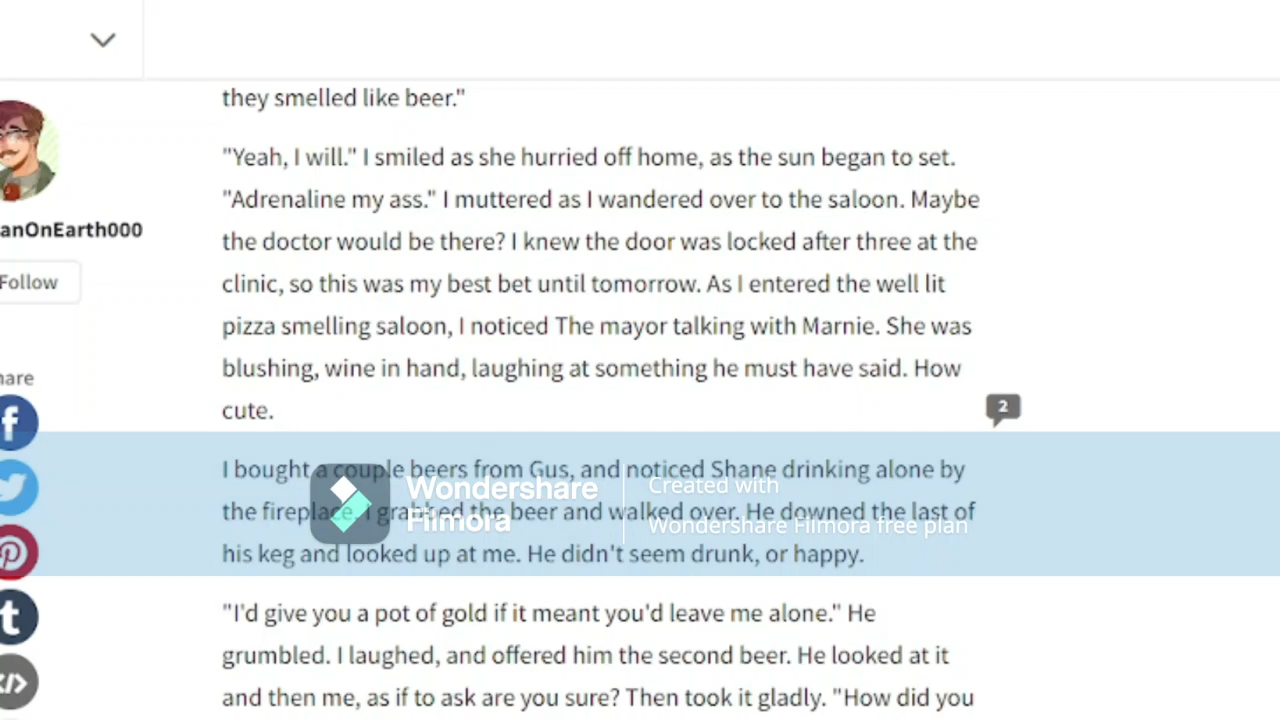 they smelled like beer."
"Yeah, I will." I smiled as she hurried off home, as the sun began to set.
"Adrenaline my ass." I muttered as I wandered over to the saloon. Maybe
the doctor would be there? I knew the door was locked after three at the
clinic, so this was my best bet until tomorrow. As I entered the well lit
pizza smelling saloon, I noticed The mayor talking with Marnie. She was
blushing, wine in hand, laughing at something he must have said. How
cute.
2
I bought a couple beers from Gus, and noticed Shane drinking alone by
the fireplace. I grabbed the beer and walked over. He downed the last of
his keg and looked up at me. He didn't seem drunk, or happy.
"I'd give you a pot of gold if it meant you'd leave me alone." He
grumbled. I laughed, and offered him the second beer. He looked at it
and then me, as if to ask are you sure? Then took it gladly. "How did you
anOnEarth000
Follow
hare
Wondershare
Filmora
Created with
Wondershare Filmora free plan